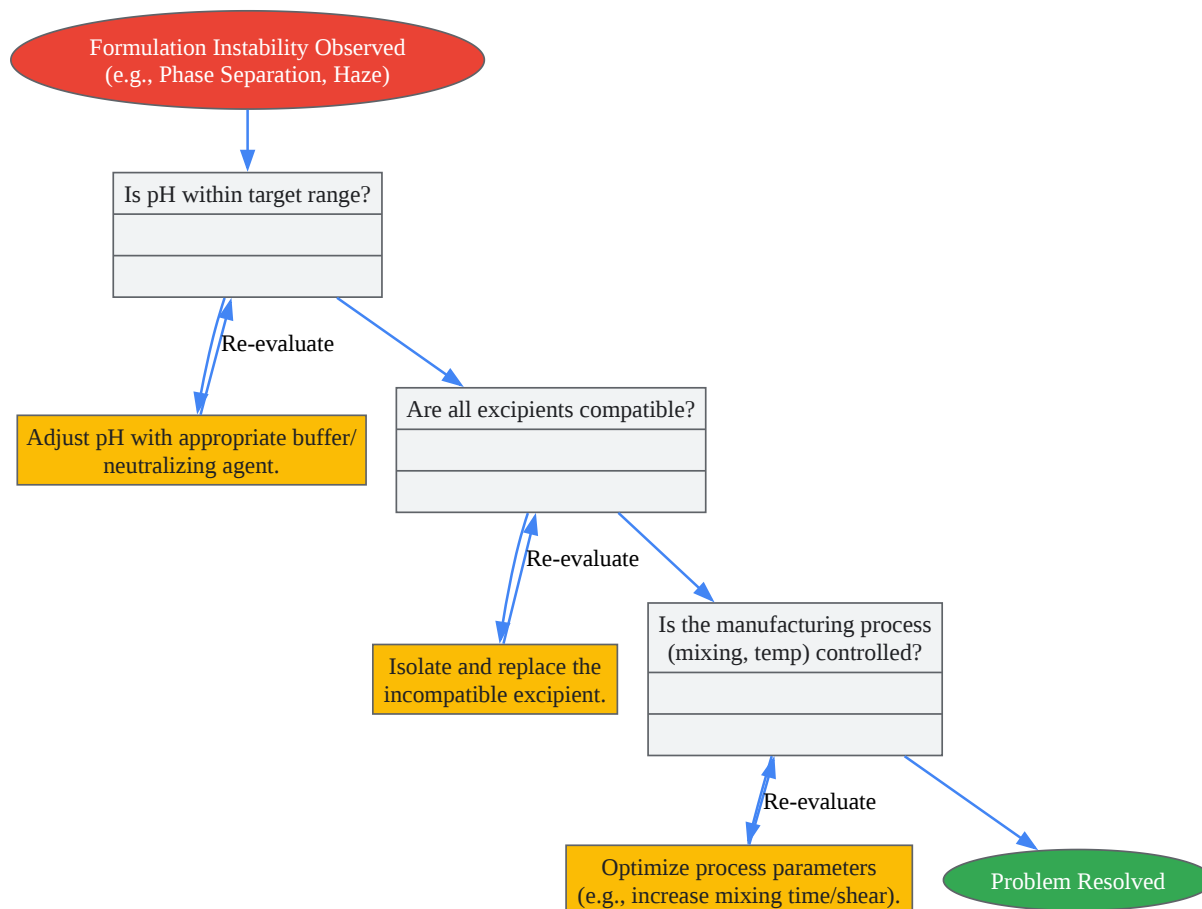 Formulation Instability Observed
(e.g., Phase Separation, Haze)
Is pH within target range?
Re-evaluate
Adjust pH with appropriate buffer/
neutralizing agent.
Are all excipients compatible?
Re-evaluate
Isolate and replace the
incompatible excipient.
Is the manufacturing process
(mixing, temp) controlled?
Re-evaluate
Optimize process parameters
(e.g., increase mixing time/shear).
Problem Resolved